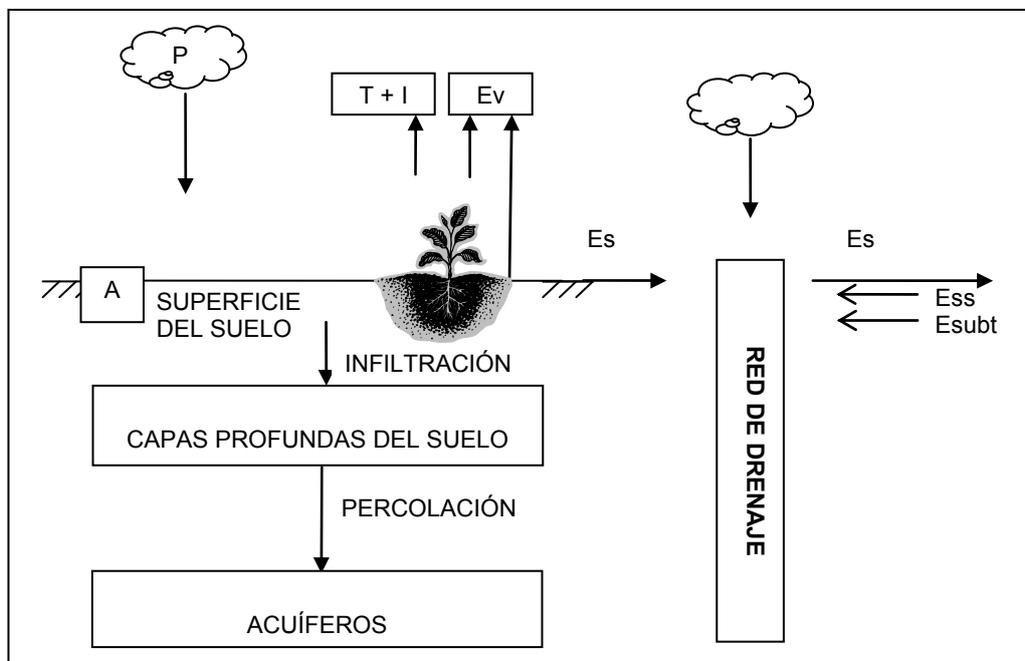 P
T + I
Ev
Es
Es
A
SUPERFICIE
DEL SUELO
Ess
Esubt
INFILTRACIÓN
CAPAS PROFUNDAS DEL SUELO
RED DE DRENAJE
PERCOLACIÓN
ACUÍFEROS